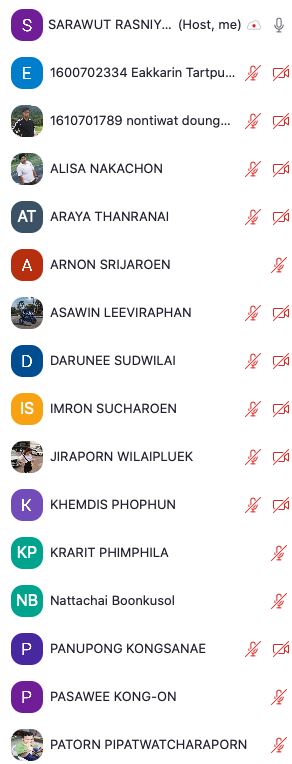 S SARAWUT RASNIY... (Host, me)
E 1600702334 Eakkarin Tartpu...
1610701789 nontiwat doung...
ALISA NAKACHON
AT ARAYA THANRANAI
A ARNON SRIJAROEN
ASAWIN LEEVIRAPHAN
D DARUNEE SUDWILAI
IS IMRON SUCHAROEN
JIRAPORN WILAIPLUEK
K KHEMDIS PHOPHUN
KP KRARIT PHIMPHILA
NB Nattachai Boonkusol
P PANUPONG KONGSANAE
P PASAWEE KONG-ON
PATORN PIPATWATCHARAPORN